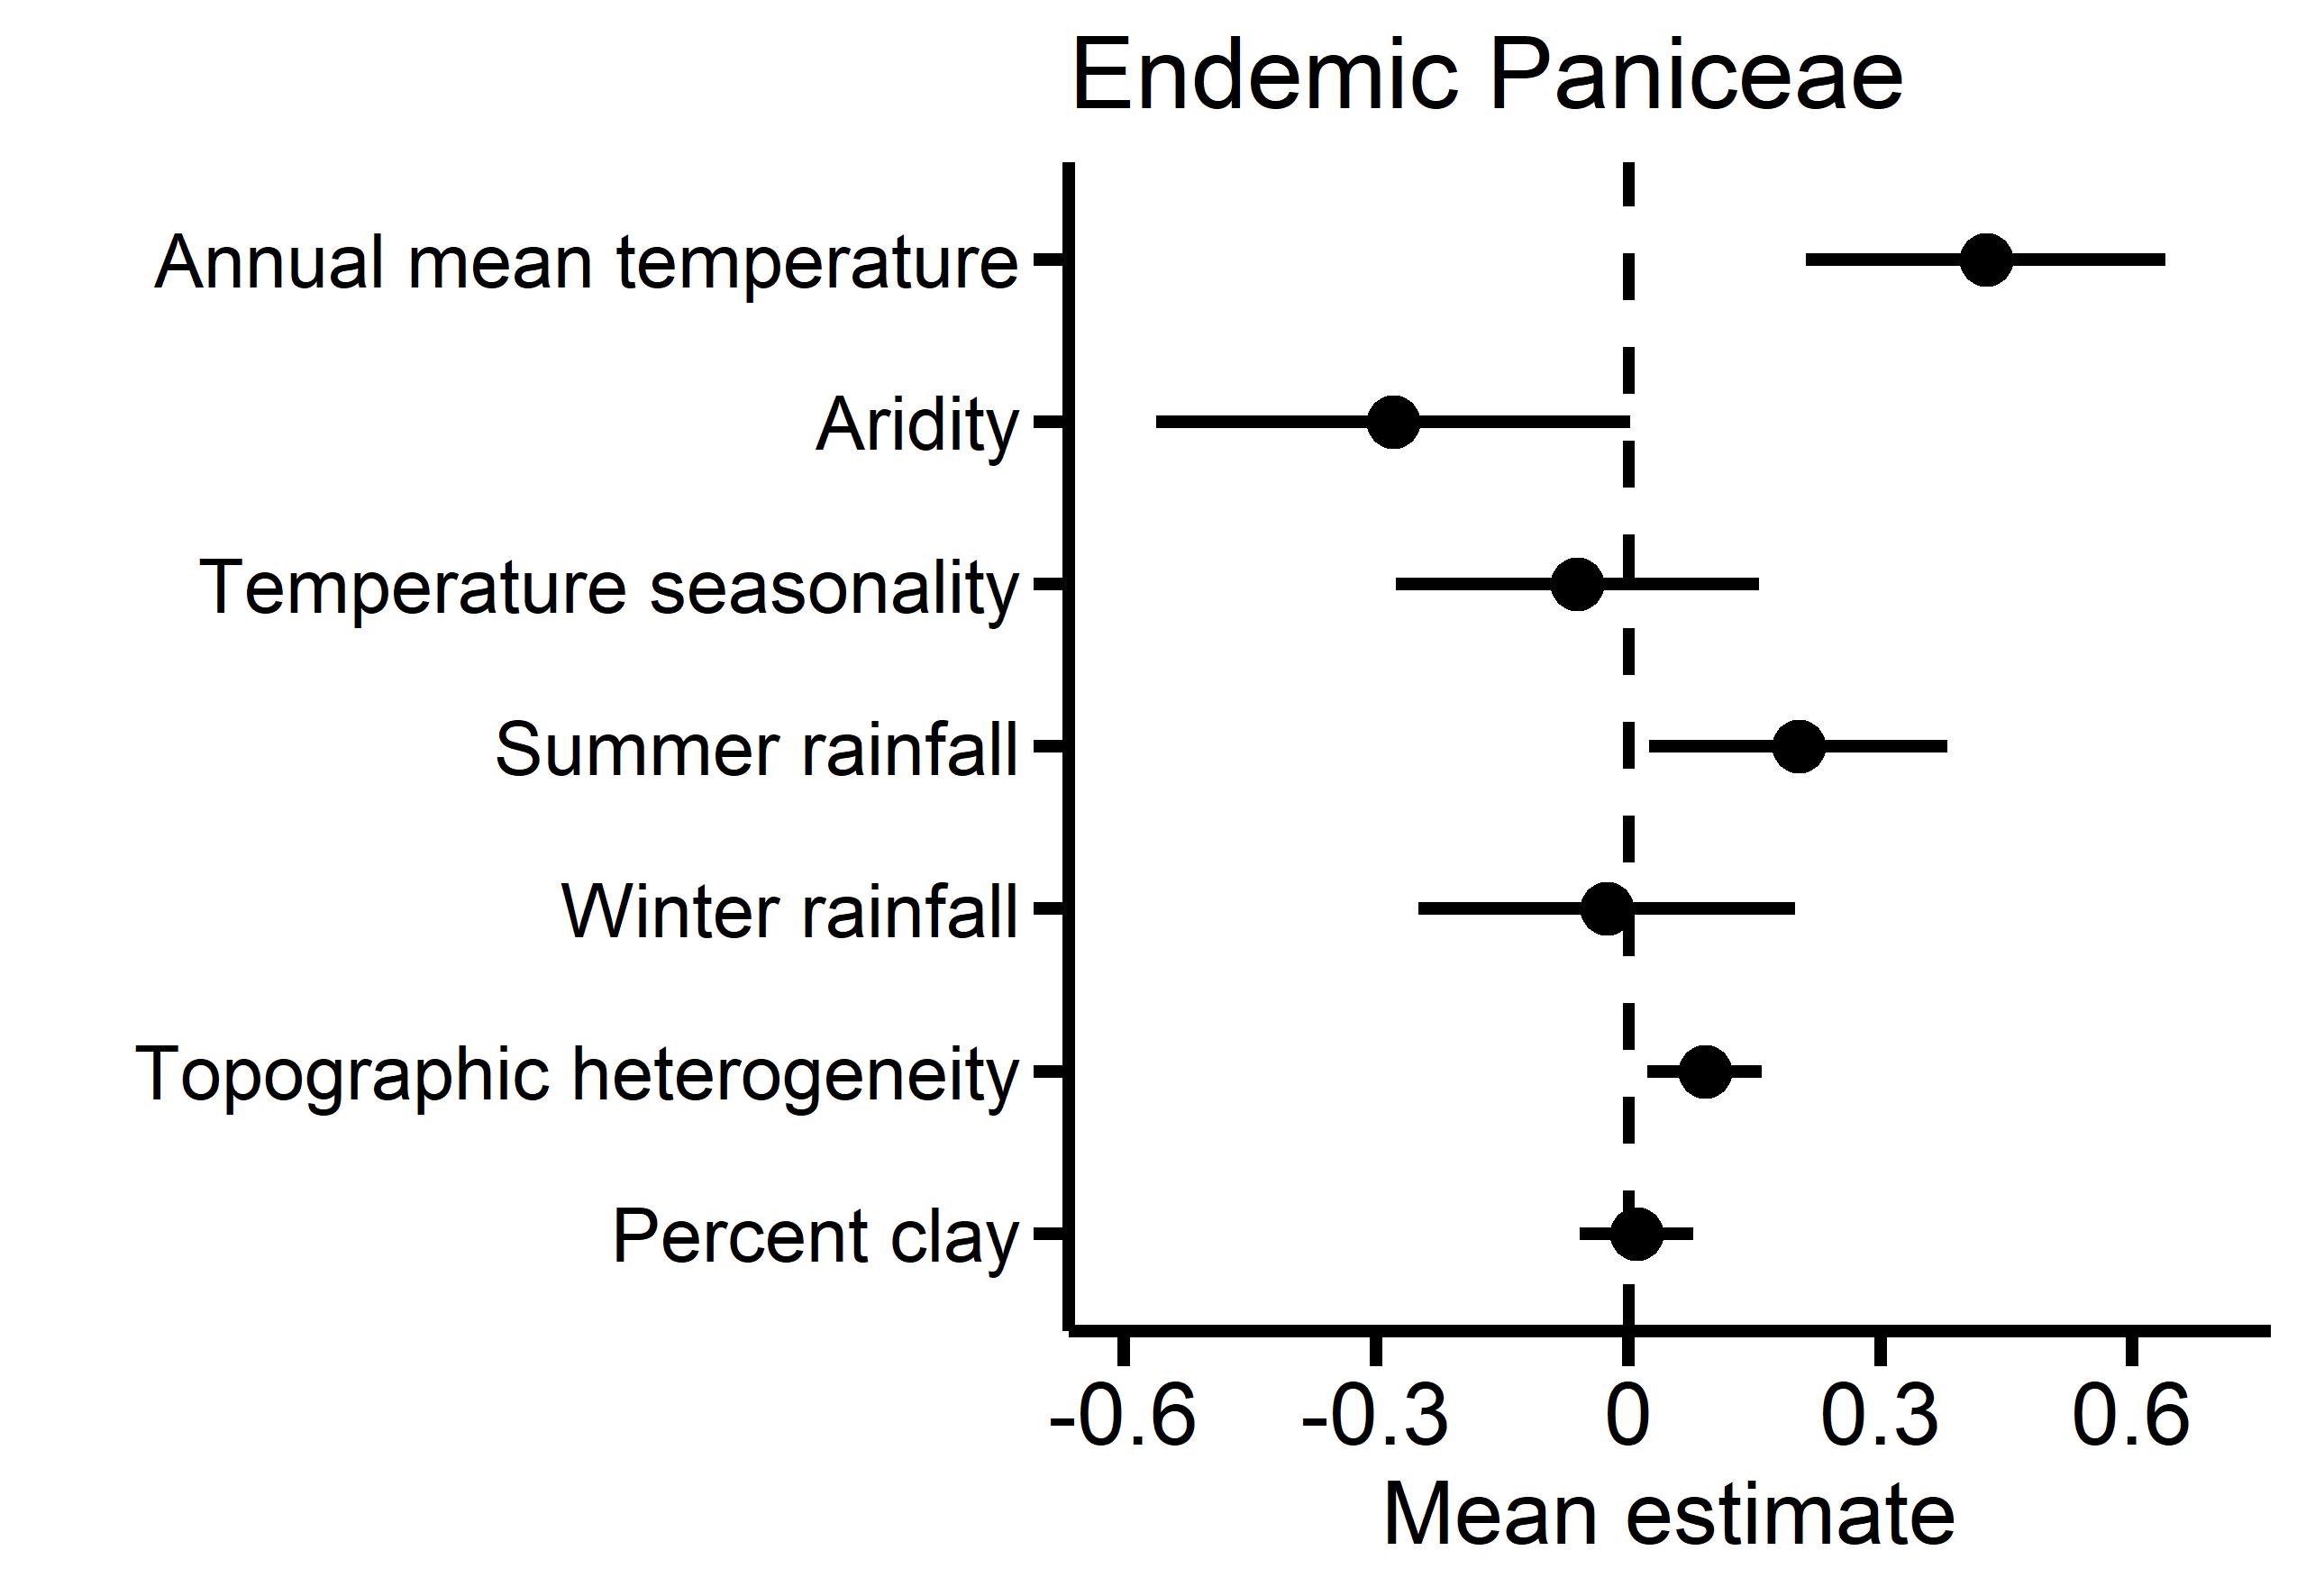 Endemic Paniceae
Annual mean temperature
Aridity
Temperature seasonality
Summer rainfall
Winter rainfall
Topographic heterogeneity
Percent clay
-0.6 -0.3 0 0.3 0.6
Mean estimate